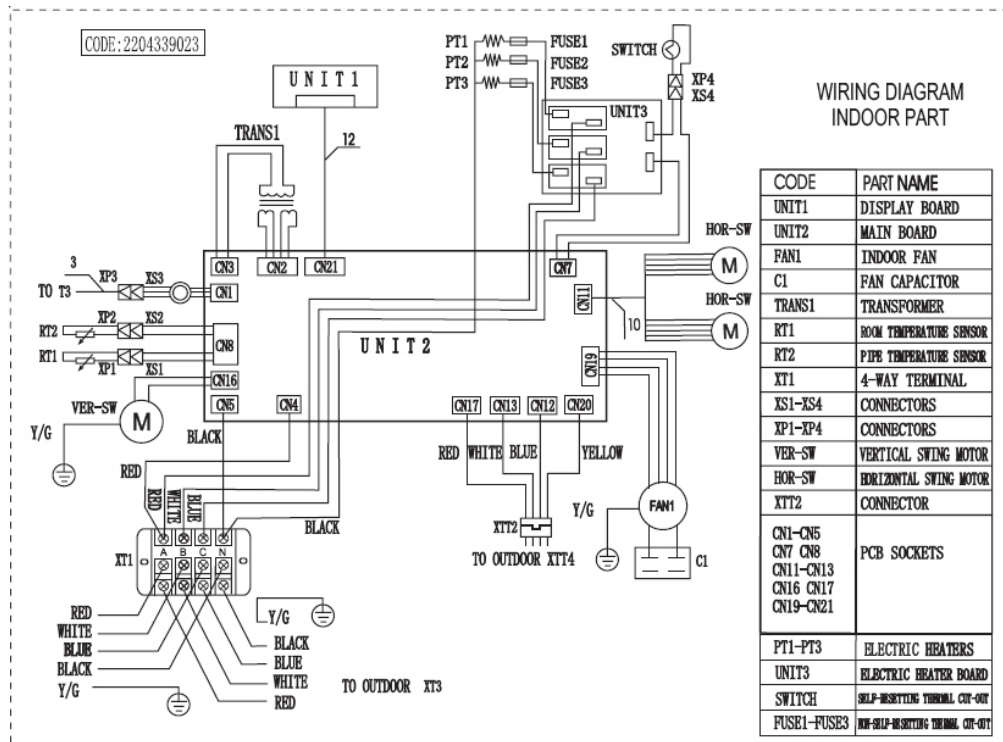 CODE:2204339023
UNIT1
TRANS1
12
PT1 FUSE1
PT2 FUSE2
PT3 FUSE3
UNIT3
SWITCH
XP4
XS4
WIRING DIAGRAM
INDOOR PART
HOR-SW
M
HOR-SW
M
10
3
TO T3
XP3 XS3
RT2 XP2 XS2
RT1 XP1 XS1
CN3 CN2 CN21 CN7
CN1
CN11
CN8
UNIT2
CN19
CN16
CN5 CN4 CN17 CN13 CN12 CN20
VER-SW
M
Y/G
BLACK
RED
RED WHITE BLUE YELLOW
RED WHITE BLUE
BLACK
XTT2
TO OUTDOOR XTT4
Y/G
FAN1
C1
XT1
A B C N
RED
WHITE
BLUE
BLACK
Y/G
Y/G
BLACK
BLUE
WHITE
RED
TO OUTDOOR XT3
CODE PART NAME
UNIT1 DISPLAY BOARD
UNIT2 MAIN BOARD
FAN1 INDOOR FAN
C1 FAN CAPACITOR
TRANS1 TRANSFORMER
RT1 ROOM TEMPERATURE SENSOR
RT2 PIPE TEMPERATURE SENSOR
XT1 4-WAY TERMINAL
XS1-XS4 CONNECTORS
XP1-XP4 CONNECTORS
VER-SW VERTICAL SWING MOTOR
HOR-SW HORIZONTAL SWING MOTOR
XTT2 CONNECTOR
CN1-CN5
CN7 CN8
CN11-CN13
CN16 CN17
CN19-CN21
PCB SOCKETS
PT1-PT3 ELECTRIC HEATERS
UNIT3 ELECTRIC HEATER BOARD
SWITCH SELF-RESETTING THERMAL CUT-OUT
FUSE1-FUSE3 NON-SELF-RESETTING THERMAL CUT-OUT